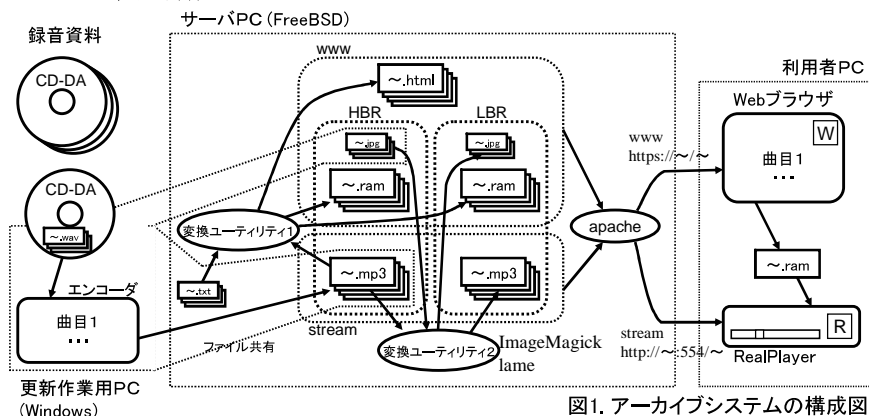 サーバPC(FreeBSD)
録音資料
CD-DA
www
～.html
利用者PC
Webブラウザ
W
曲目1
…
HBR
LBR
～.jpg
～.jpg
www
https://～/～
～.ram
～.ram
CD-DA
～.wav
変換ユーティリティ1
apache
～.ram
～.txt
～.mp3
～.mp3
エンコーダ
曲目1
…
stream
ファイル共有
変換ユーティリティ2
ImageMagick
lame
stream
http://～:554/～
R
RealPlayer
更新作業用PC
(Windows)
図1. アーカイブシステムの構成図